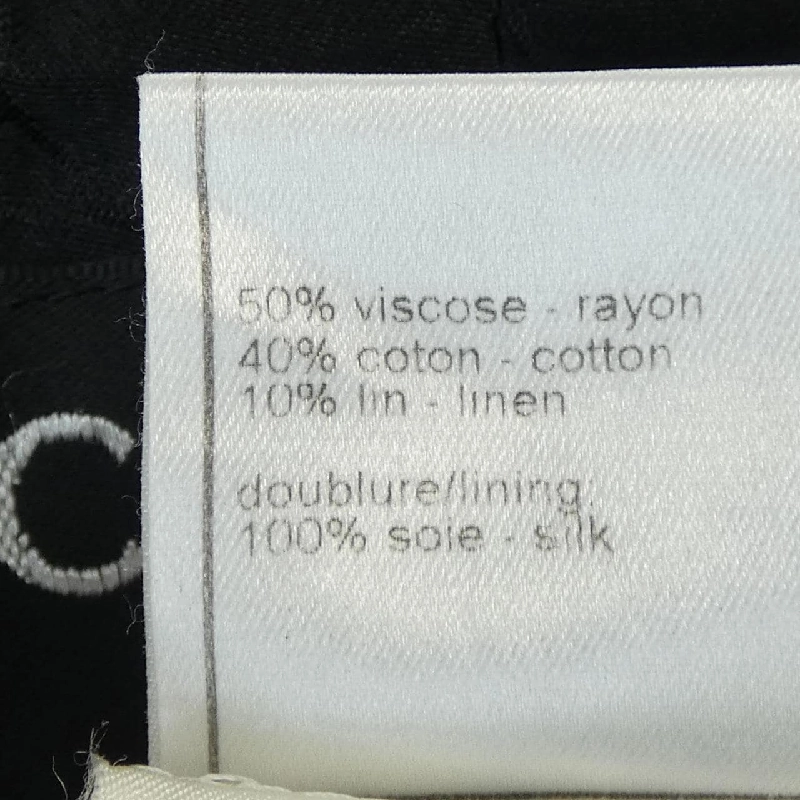 50% viscose - rayon
40% coton - cotton
10% lin - linen
doublure/lining:
100% soie - silk
C